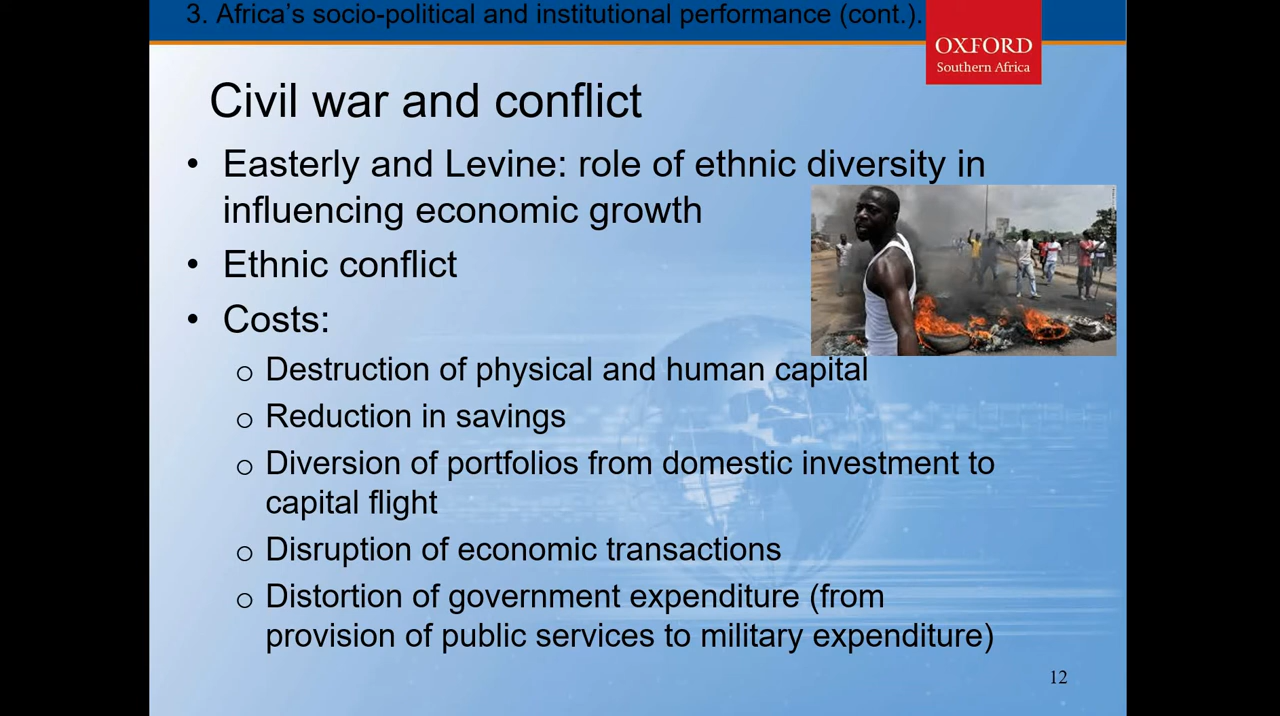 3. Africa's socio-political and institutional performance (cont.).
OXFORD
Southern Africa
Civil war and conflict
• Easterly and Levine: role of ethnic diversity in
influencing economic growth
• Ethnic conflict
• Costs:
o Destruction of physical and human capital
o Reduction in savings
o Diversion of portfolios from domestic investment to
capital flight
o Disruption of economic transactions
o Distortion of government expenditure (from
provision of public services to military expenditure)
12